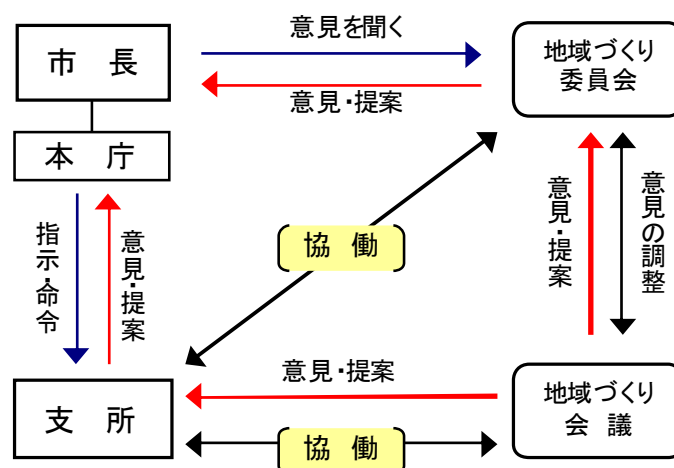 意見を聞く
市 長
地域づくり
委員会
意見・提案
本 庁
指示・命令
意見・提案
協 働
意見・提案
意見の調整
意見・提案
支 所
地域づくり
会 議
協 働